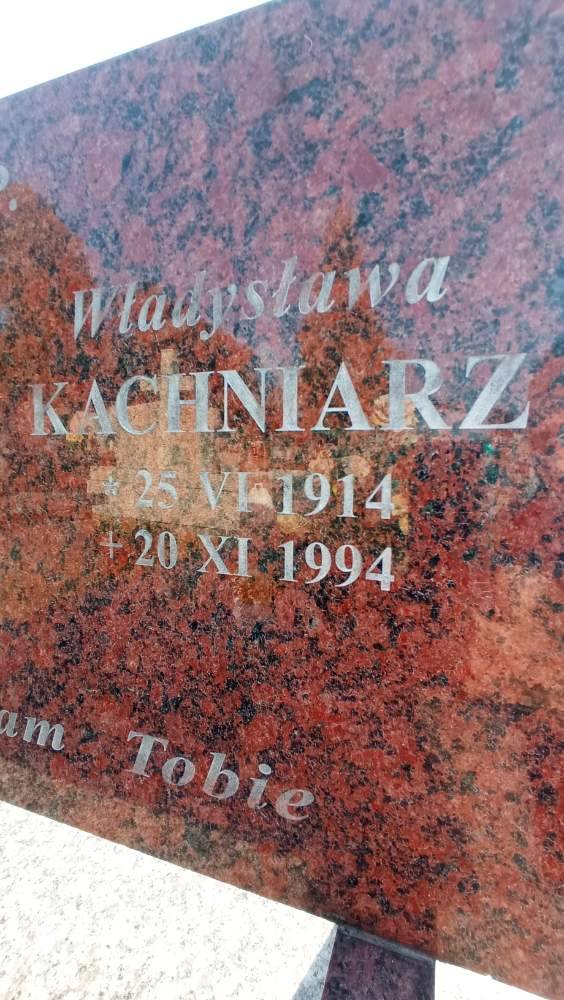 Władysława
KACHNIARZ
* 25 VI 1914
+ 20 XI 1994
am Tobie